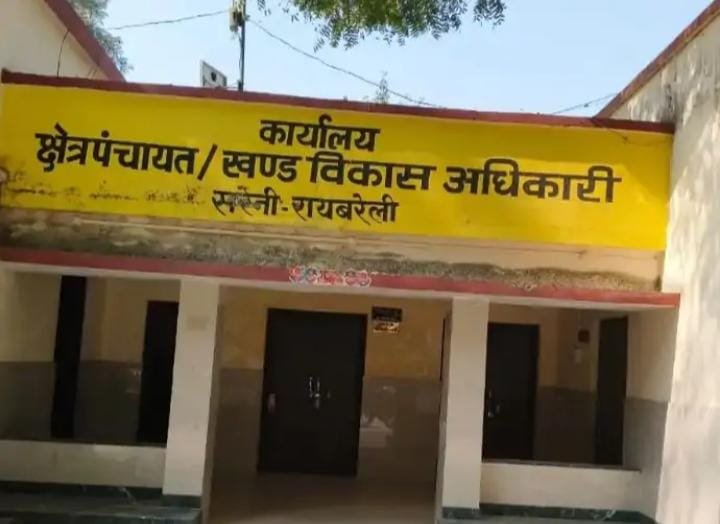 कार्यालय
क्षेत्रपंचायत/खण्ड विकास अधिकारी
सरेनी-रायबरेली